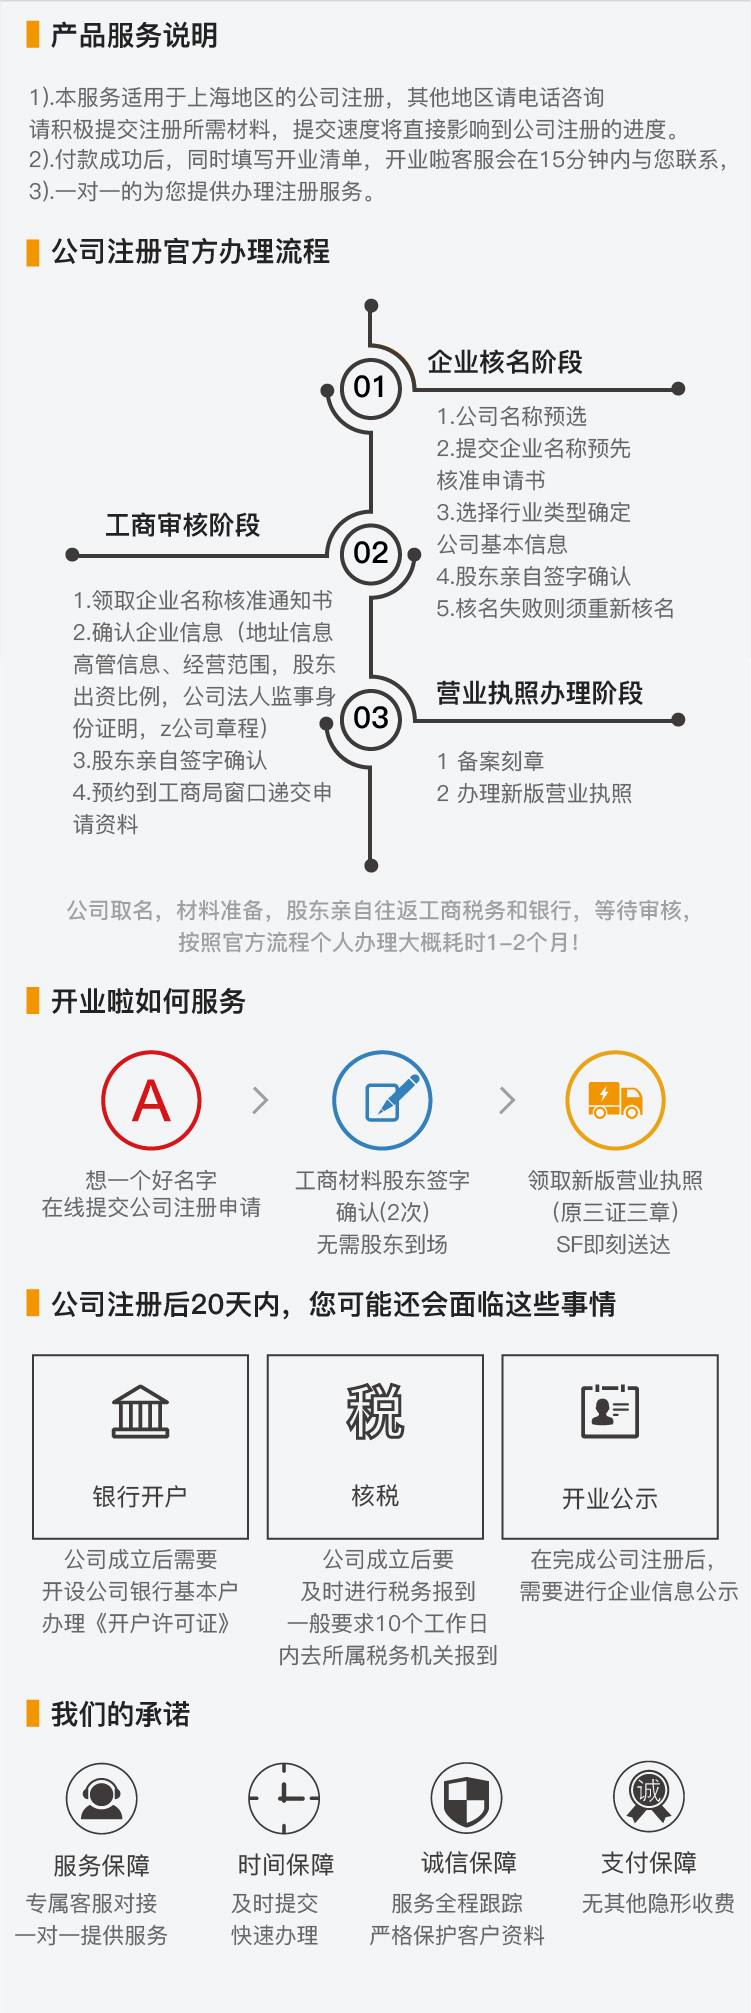 产品服务说明
1).本服务适用于上海地区的公司注册，其他地区请电话咨询
请积极提交注册所需材料，提交速度将直接影响到公司注册的进度。
2).付款成功后，同时填写开业清单，开业啦客服会在15分钟内与您联系，
3).一对一的为您提供办理注册服务。
公司注册官方办理流程
01
企业核名阶段
1.公司名称预选
2.提交企业名称预先
核准申请书
3.选择行业类型确定
公司基本信息
4.股东亲自签字确认
5.核名失败则须重新核名
工商审核阶段
02
1.领取企业名称核准通知书
2.确认企业信息（地址信息
高管信息、经营范围，股东
出资比例，公司法人监事身
份证明，z公司章程）
3.股东亲自签字确认
4.预约到工商局窗口递交申
请资料
03
营业执照办理阶段
1 备案刻章
2 办理新版营业执照
公司取名，材料准备，股东亲自往返工商税务和银行，等待审核，
按照官方流程个人办理大概耗时1-2个月！
开业啦如何服务
A
想一个好名字
在线提交公司注册申请
工商材料股东签字
确认(2次)
无需股东到场
领取新版营业执照
（原三证三章）
SF即刻送达
公司注册后20天内，您可能还会面临这些事情
银行开户
税
核税
开业公示
公司成立后需要
开设公司银行基本户
办理《开户许可证》
公司成立后要
及时进行税务报到
一般要求10个工作日
内去所属税务机关报到
在完成公司注册后，
需要进行企业信息公示
我们的承诺
诚
服务保障
专属客服对接
一对一提供服务
时间保障
及时提交
快速办理
诚信保障
服务全程跟踪
严格保护客户资料
支付保障
无其他隐形收费